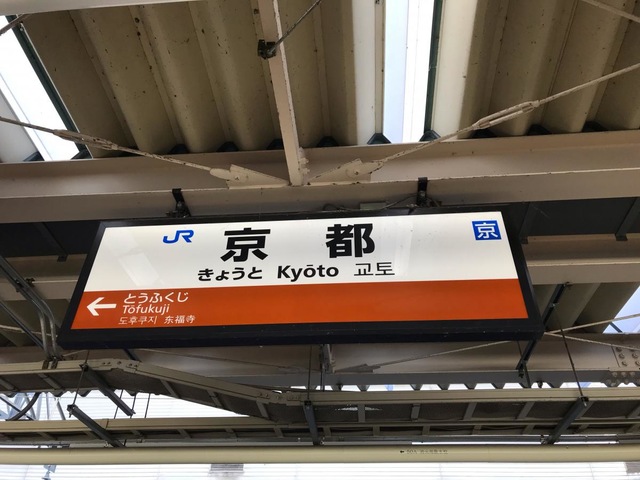 JR 京都 京
きょうと Kyōto 교토
← とうふくじ
Tōfukuji
도후쿠지 东福寺